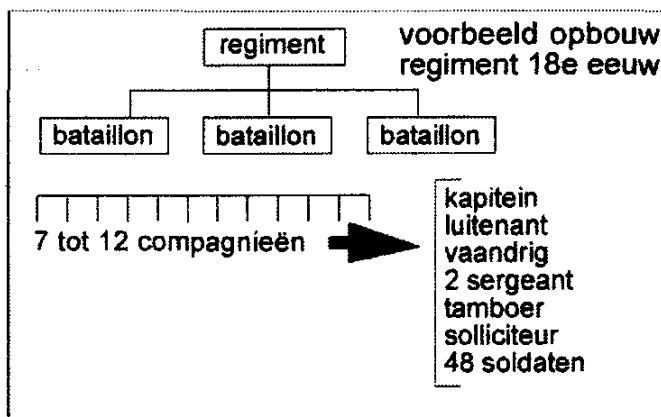 voorbeeld opbouw
regiment 18e eeuw
regiment
bataillon
bataillon
bataillon
7 tot 12 compagnieën
kapitein
luitenant
vaandrig
2 sergeant
tamboer
solliciteur
48 soldaten